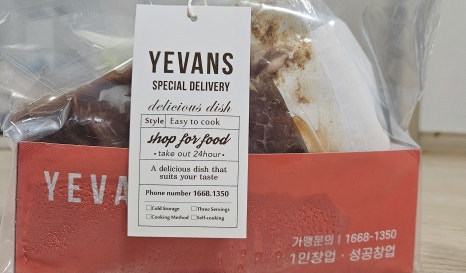 YEVANS
SPECIAL DELIVERY
delicious dish
Style Easy to cook
shop for food
• take out 24hour •
A delicious dish that
suits your taste
Phone number 1668.1350
□Cold Storage □Three Servings
□Cooking Method □Self-cooking
YEVAN
가맹문의 | 1668-1350
1인창업 · 성공창업